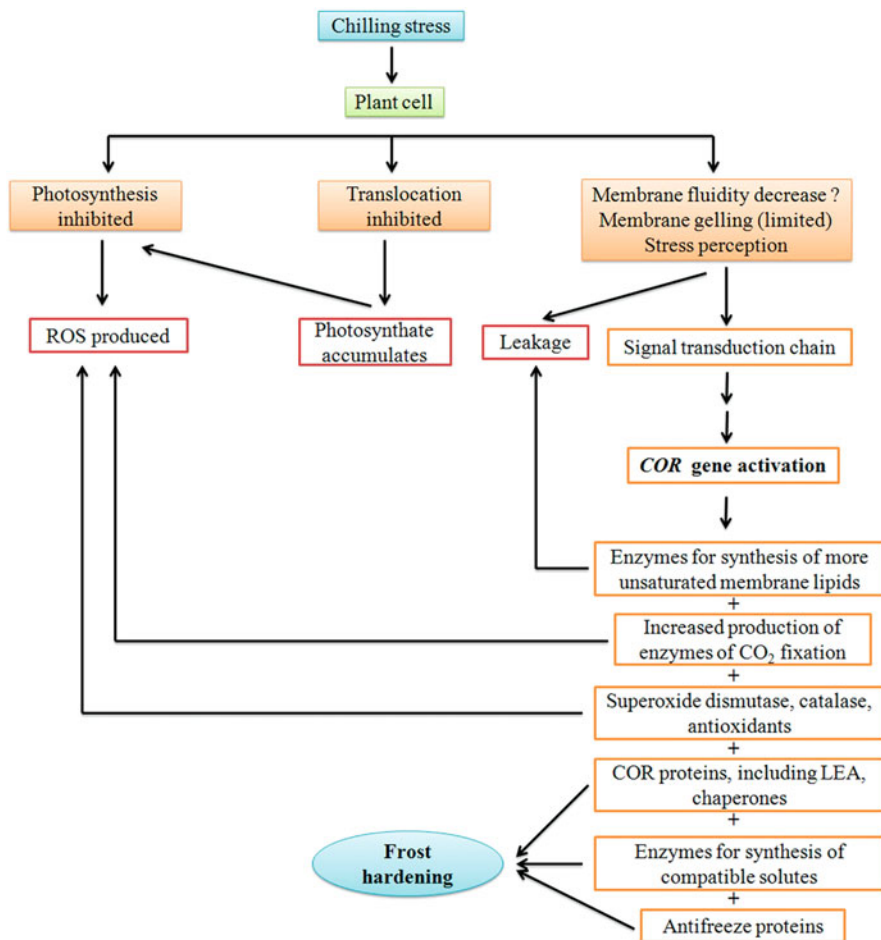 Chilling stress
Plant cell
Photosynthesis
inhibited
Translocation
inhibited
Membrane fluidity decrease ?
Membrane gelling (limited)
Stress perception
ROS produced
Photosynthate
accumulates
Leakage
Signal transduction chain
COR gene activation
Enzymes for synthesis of more
unsaturated membrane lipids
+
Increased production of
enzymes of CO₂ fixation
+
Superoxide dismutase, catalase,
antioxidants
+
COR proteins, including LEA,
chaperones
+
Frost
hardening
Enzymes for synthesis of
compatible solutes
+
Antifreeze proteins